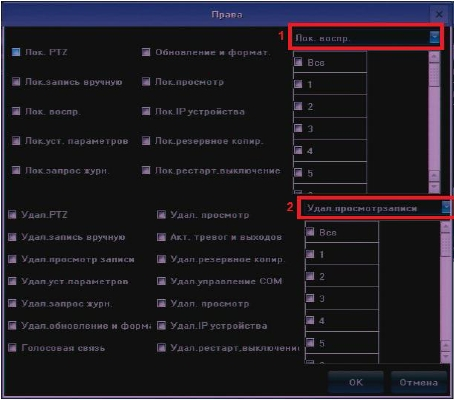 Права
1 Лок. воспр.
Лок. PTZ
Обновление и формат.
Все
Лок.запись вручную
Лок.просмотр
1
2
Лок. воспр.
Лок.IP устройства
3
Лок.уст. параметров
Лок.резервное копир.
4
Лок.запрос журн.
Лок.рестарт,выключение
5
2 Удал.просмотрзаписи
Удал.PTZ
Удал. просмотр
Все
Удал.запись вручную
Акт. тревог и выходов
1
Удал.просмотр записи
Удал.резервное копир.
2
Удал.уст параметров
Удал.управление COM
3
Удал.запрос журн.
Удал. просмотр
4
Удал.обновление и форма
Удал.IP устройства
5
Голосовая связь
Удал.рестарт,выключени
OK
Отмена